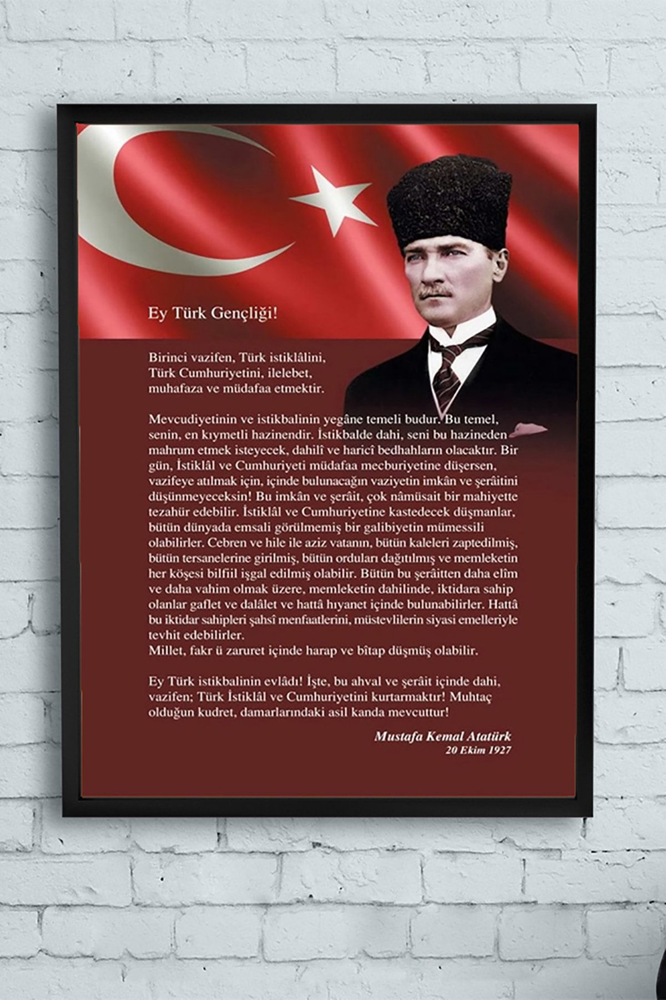 Ey Türk Gençliği!
Birinci vazifen, Türk istiklâlini,
Türk Cumhuriyetini, ilelebet,
muhafaza ve müdafaa etmektir.
Mevcudiyetinin ve istikbalinin yegâne temeli budur. Bu temel,
senin, en kıymetli hazinendir. İstikbalde dahi, seni bu hazineden
mahrum etmek isteyecek, dahilî ve haricî bedhahların olacaktır. Bir
gün, İstiklâl ve Cumhuriyeti müdafaa mecburiyetine düşersen,
vazifeye atılmak için, içinde bulunacağın vaziyetin imkân ve şerâitini
düşünmeyeceksin! Bu imkân ve şerâit, çok nâmüsait bir mahiyette
tezahür edebilir. İstiklâl ve Cumhuriyetine kastedecek düşmanlar,
bütün dünyada emsali görülmemiş bir galibiyetin mümessili
olabilirler. Cebren ve hile ile aziz vatanın, bütün kaleleri zaptedilmiş,
bütün tersanelerine girilmiş, bütün orduları dağıtılmış ve memleketin
her köşesi bilfiil işgal edilmiş olabilir. Bütün bu şerâitten daha elîm
ve daha vahim olmak üzere, memleketin dahilinde, iktidara sahip
olanlar gaflet ve dalâlet ve hattâ hıyanet içinde bulunabilirler. Hattâ
bu iktidar sahipleri şahsî menfaatlerini, müstevlilerin siyasi emelleriyle
tevhit edebilirler.
Millet, fakr ü zaruret içinde harap ve bîtap düşmüş olabilir.
Ey Türk istikbalinin evlâdı! İşte, bu ahval ve şerâit içinde dahi,
vazifen; Türk İstiklâl ve Cumhuriyetini kurtarmaktır! Muhtaç
olduğun kudret, damarlarındaki asil kanda mevcuttur!
Mustafa Kemal Atatürk
20 Ekim 1927